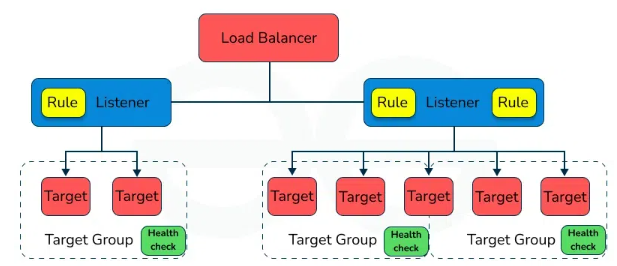 Load Balancer
Rule Listener
Rule Listener Rule
Target Target
Target Target Target Target Target
Target Group
Health
check
Target Group
Health
check
Target Group
Health
check